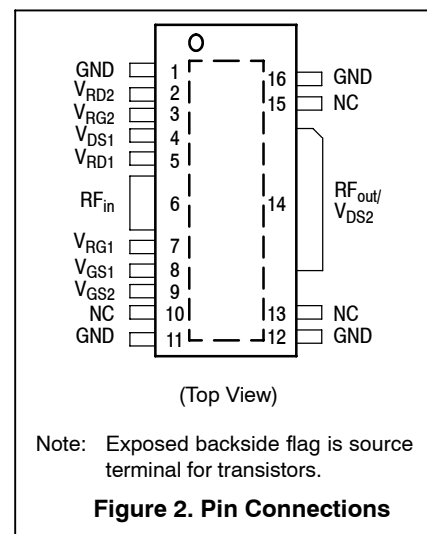 GND 1
VRD2 2
VRG2 3
VDS1 4
VRD1 5
RFin 6
VRG1 7
VGS1 8
VGS2 9
NC 10
GND 11
16 GND
15 NC
14 RFout/
VDS2
13 NC
12 GND
(Top View)
Note: Exposed backside flag is source
terminal for transistors.
Figure 2. Pin Connections